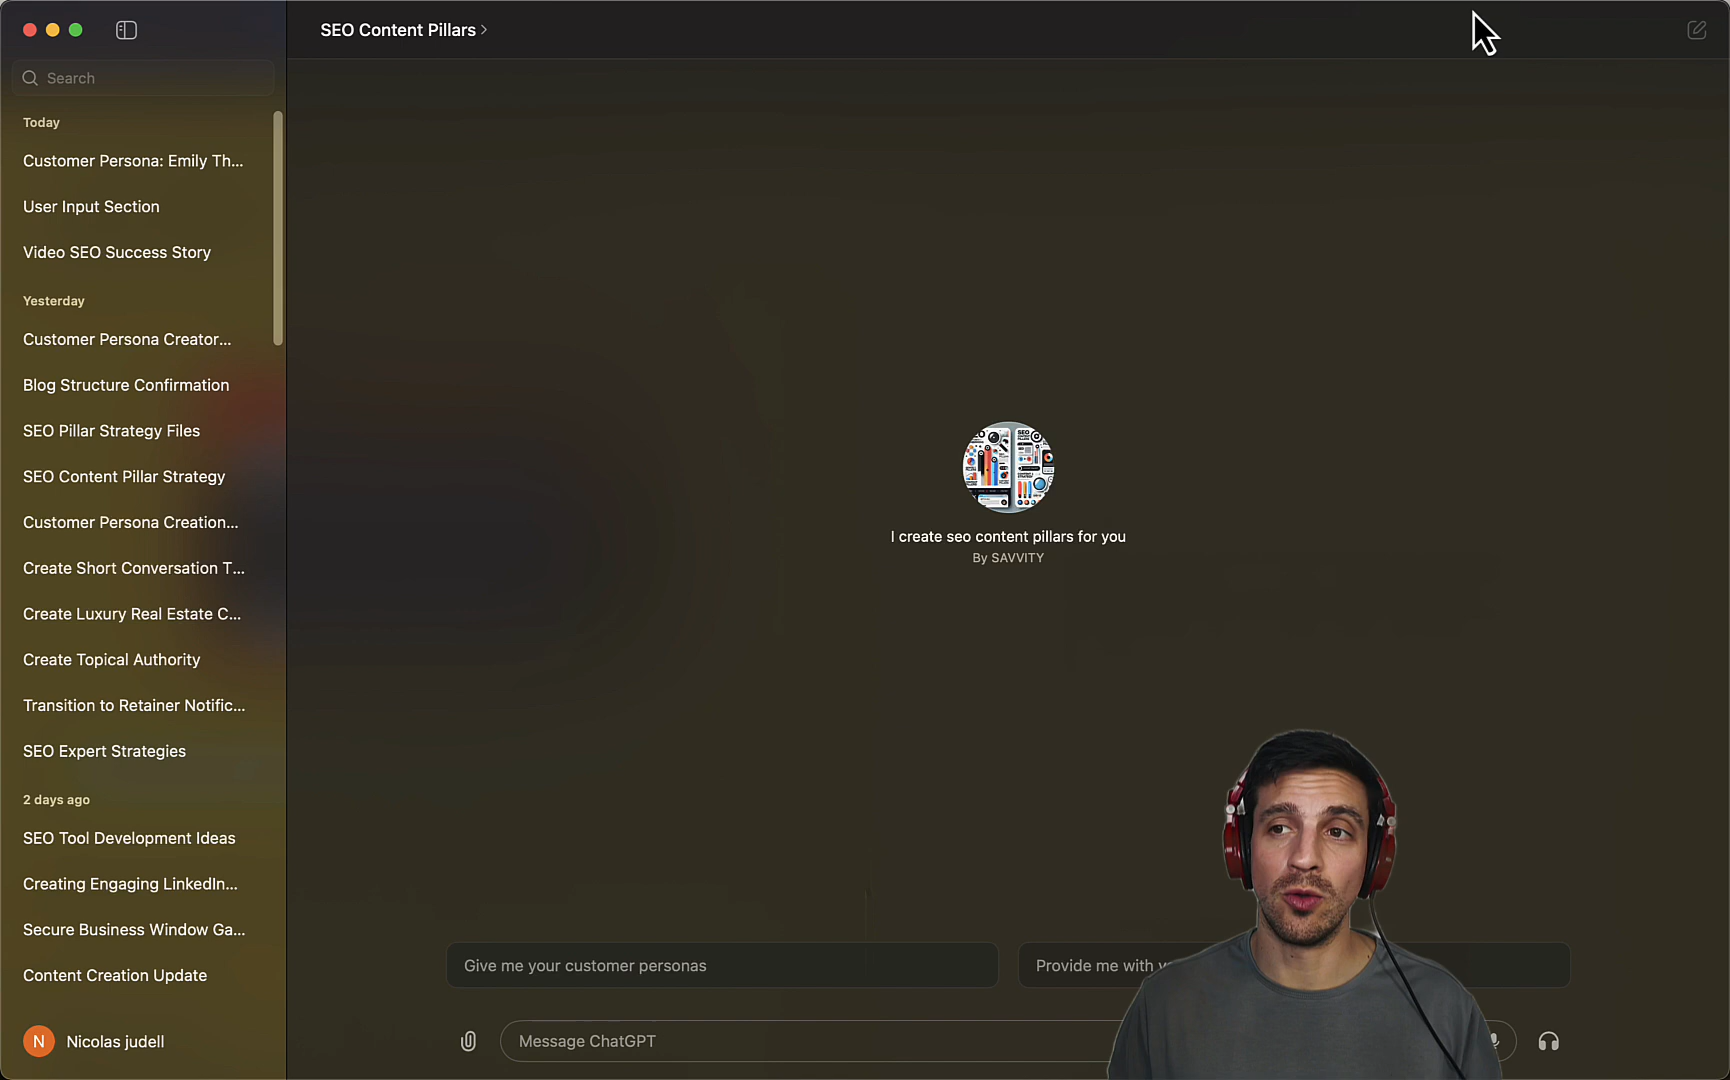 SEO Content Pillars
Search
Today
Customer Persona: Emily Th...
User Input Section
Video SEO Success Story
Yesterday
Customer Persona Creator...
Blog Structure Confirmation
SEO Pillar Strategy Files
SEO Content Pillar Strategy
Customer Persona Creation...
Create Short Conversation T...
Create Luxury Real Estate C...
Create Topical Authority
Transition to Retainer Notific...
SEO Expert Strategies
2 days ago
SEO Tool Development Ideas
Creating Engaging LinkedIn...
Secure Business Window Ga...
Content Creation Update
N Nicolas judell
I create seo content pillars for you
By SAVVITY
Give me your customer personas
Provide me with
Message ChatGPT